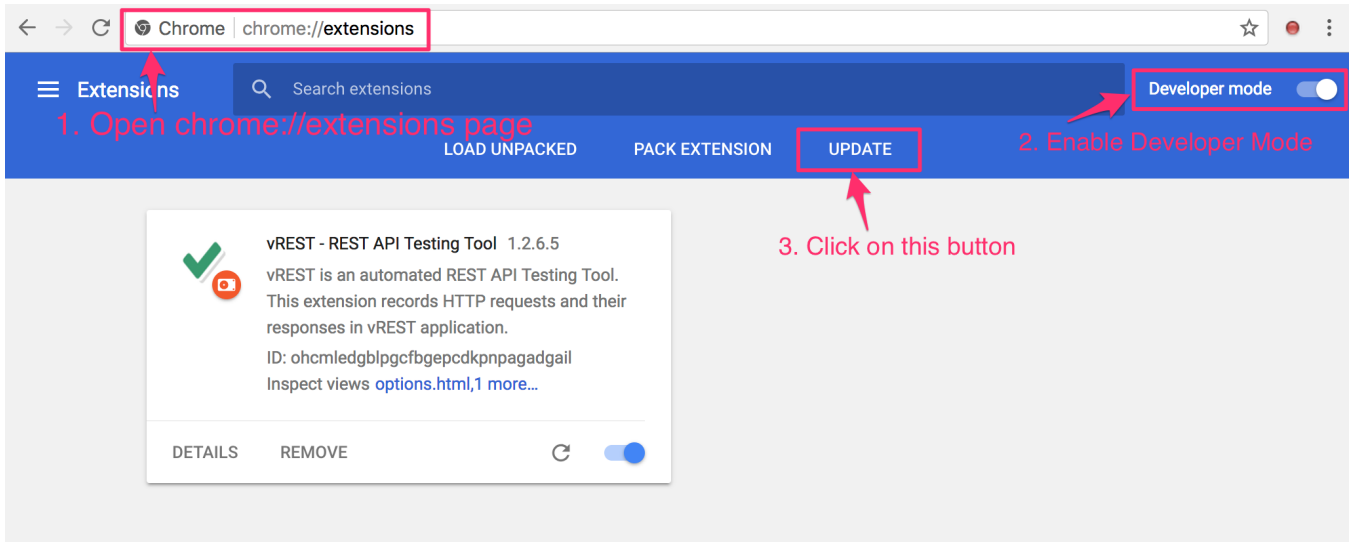 Chrome chrome://extensions
Extensions
Search extensions
Developer mode
1. Open chrome://extensions page
2. Enable Developer Mode
LOAD UNPACKED PACK EXTENSION UPDATE
3. Click on this button
vREST - REST API Testing Tool 1.2.6.5
vREST is an automated REST API Testing Tool.
This extension records HTTP requests and their
responses in vREST application.
ID: ohcmledgblpgcfbgepcdkpnpagadgail
Inspect views options.html,1 more...
DETAILS REMOVE